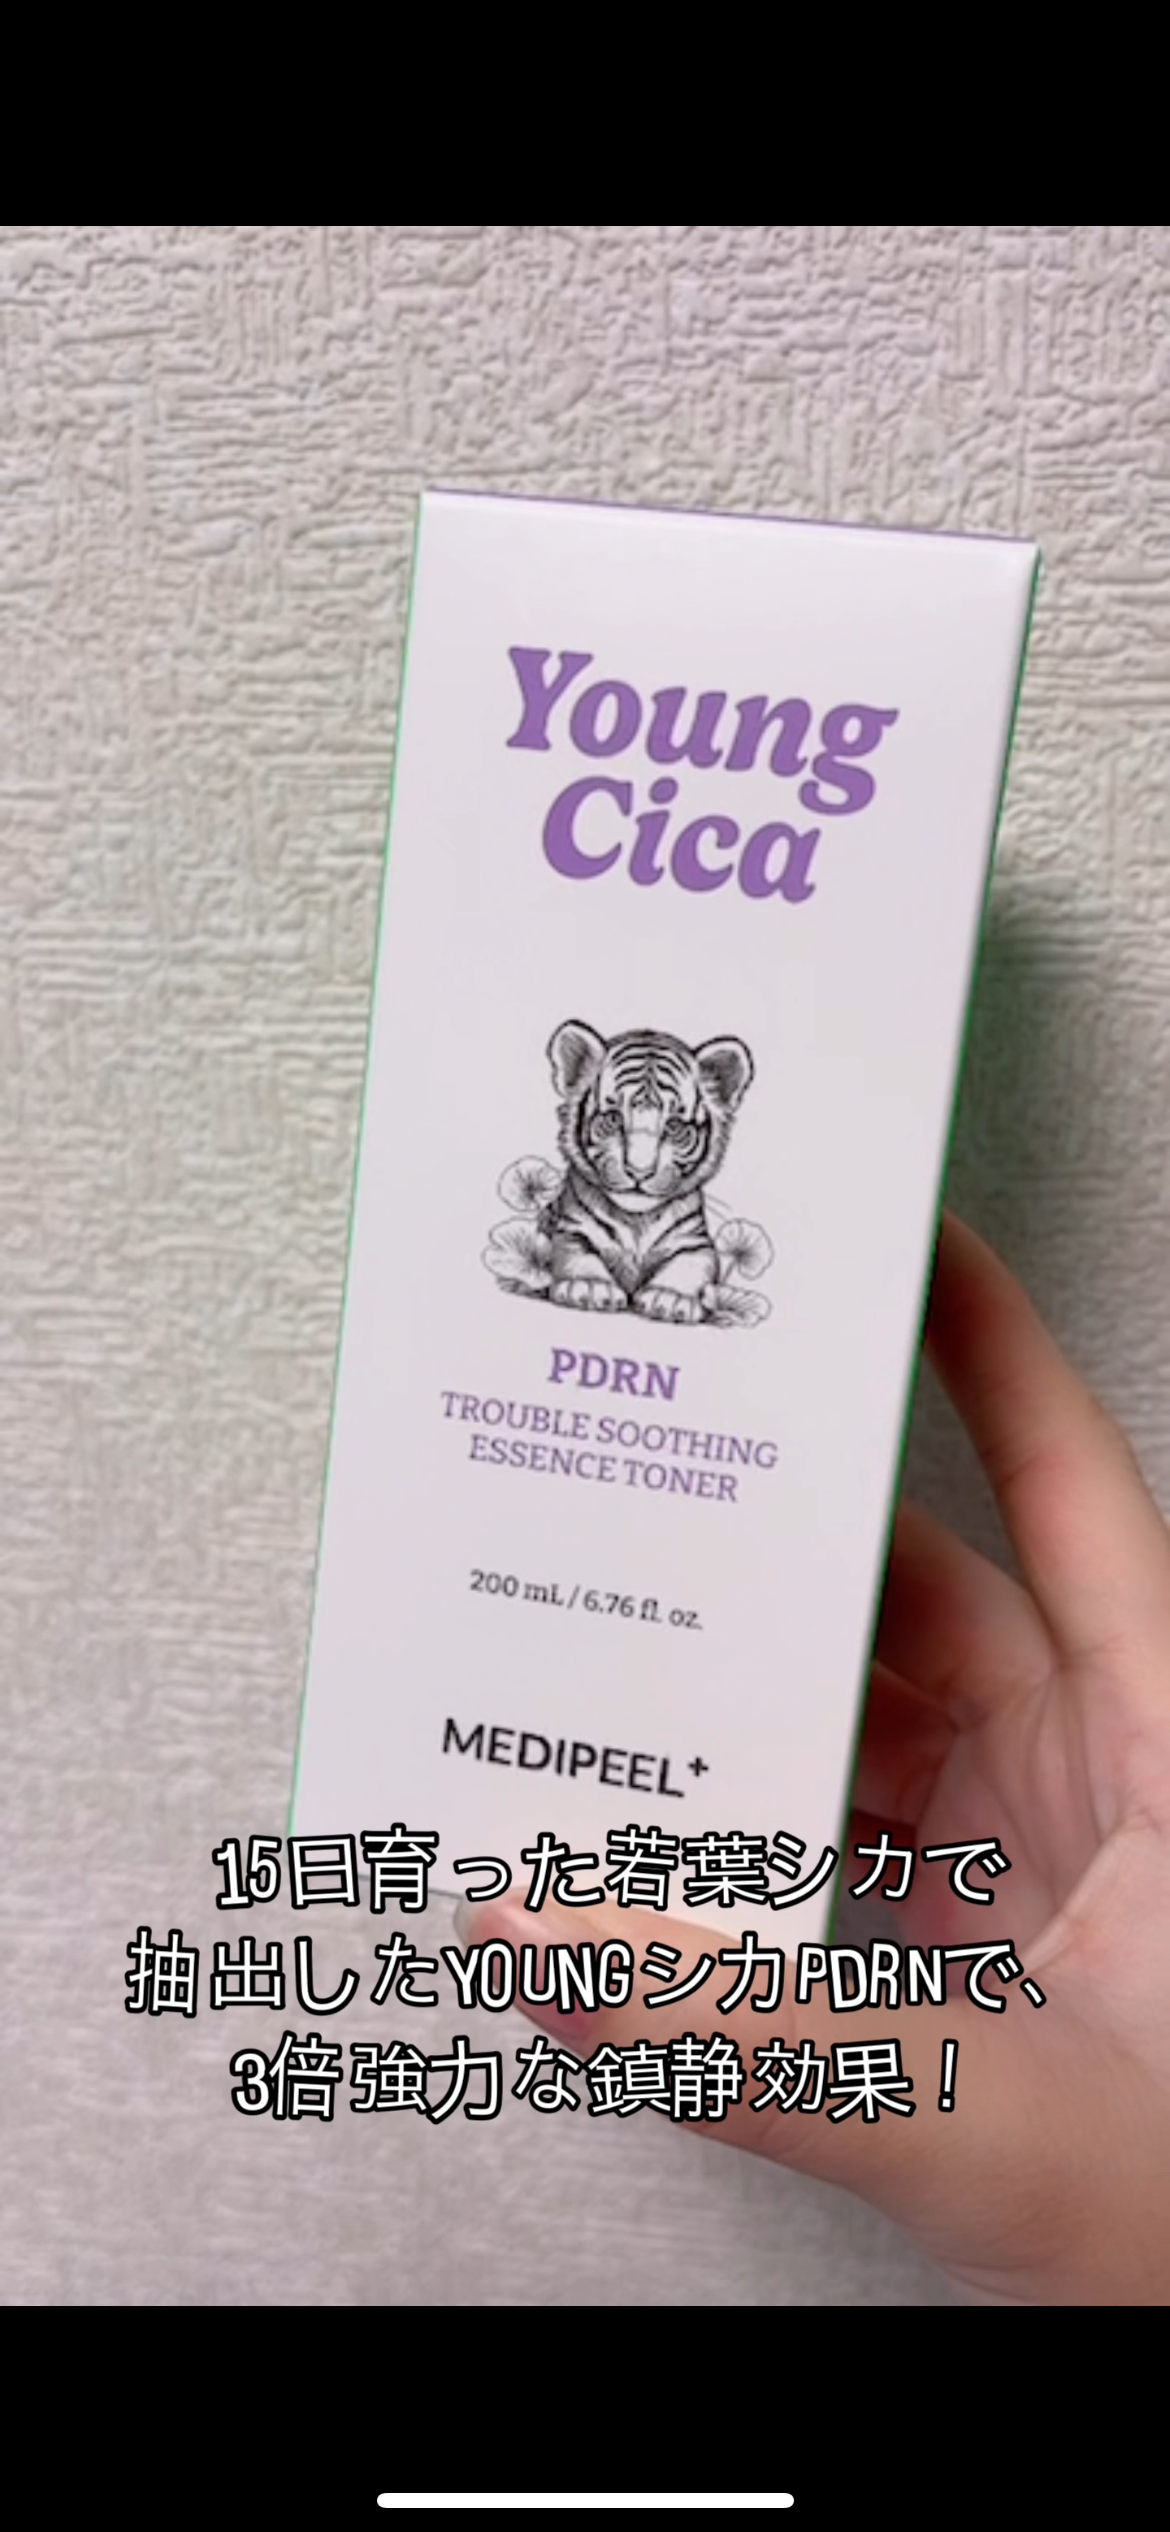 Young
Cica
PDRN
TROUBLE SOOTHING
ESSENCE TONER
200 mL / 6.76 fl. oz.
MEDIPEEL+
15日育った若葉シカで
抽出したYOUNGシカPDRNで、
3倍強力な鎮静効果！